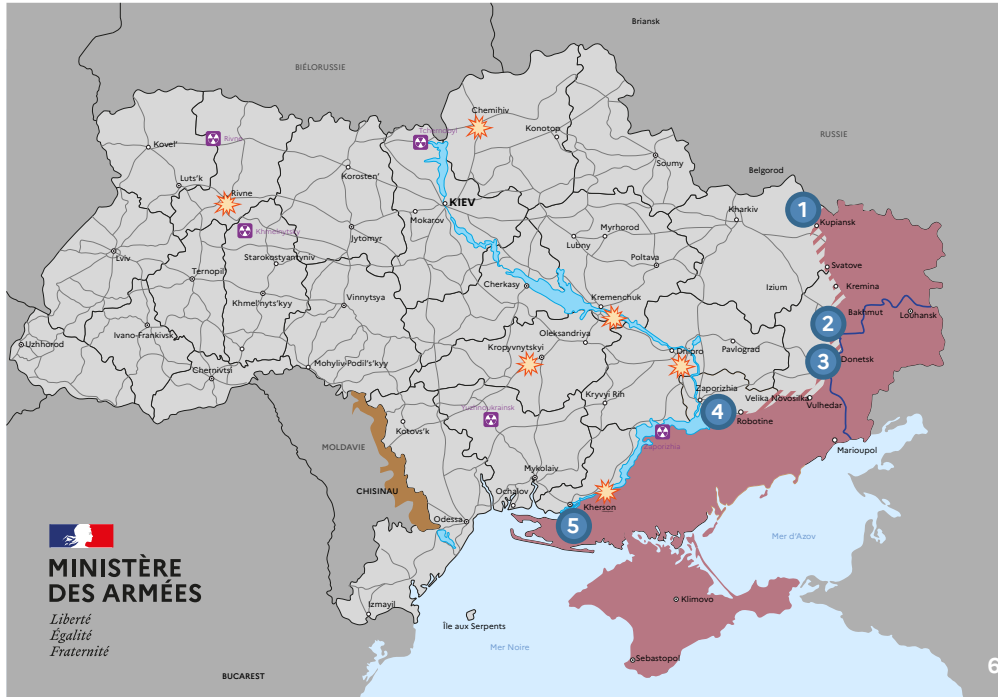 Briansk
BIÉLORUSSIE
Chernihiv
Tchernobyl
Konotop
RUSSIE
Rivne
Kovel'
Soumy
Belgorod
Korosten'
Luts'k
Rivne
KIEV
1
Kharkiv
Kupiansk
Mokarov
Khmelnytsky
Myrhorod
Jytomyr
Lubny
Lviv
Starokostyantyniv
Poltava
Svatove
Ternopil
Cherkasy
Izium
Kremina
Khmel'nyts'kyy
Vinnytsya
Kremenchuk
Bakhmut
Louhansk
2
Ivano-Frankivsk
Oleksandriya
Uzhhorod
Kropyvnytskyi
Dnipro
Pavlograd
3
Donetsk
Mohyliv-Podil's'kyy
Chernivtsi
Kryvyi Rih
Zaporizhia
Velika Novosilka
Vulhedar
Yuzhnoukrainsk
4
Robotine
Kotovs'k
MOLDAVIE
Zaporizhia
Marioupol
Mykolaiv
CHISINAU
Ochalov
Kherson
Odessa
5
Mer d'Azov
MINISTÈRE
DES ARMÉES
Liberté
Égalité
Fraternité
Izmayil
Klimovo
Île aux Serpents
Mer Noire
Sebastopol
6
BUCAREST